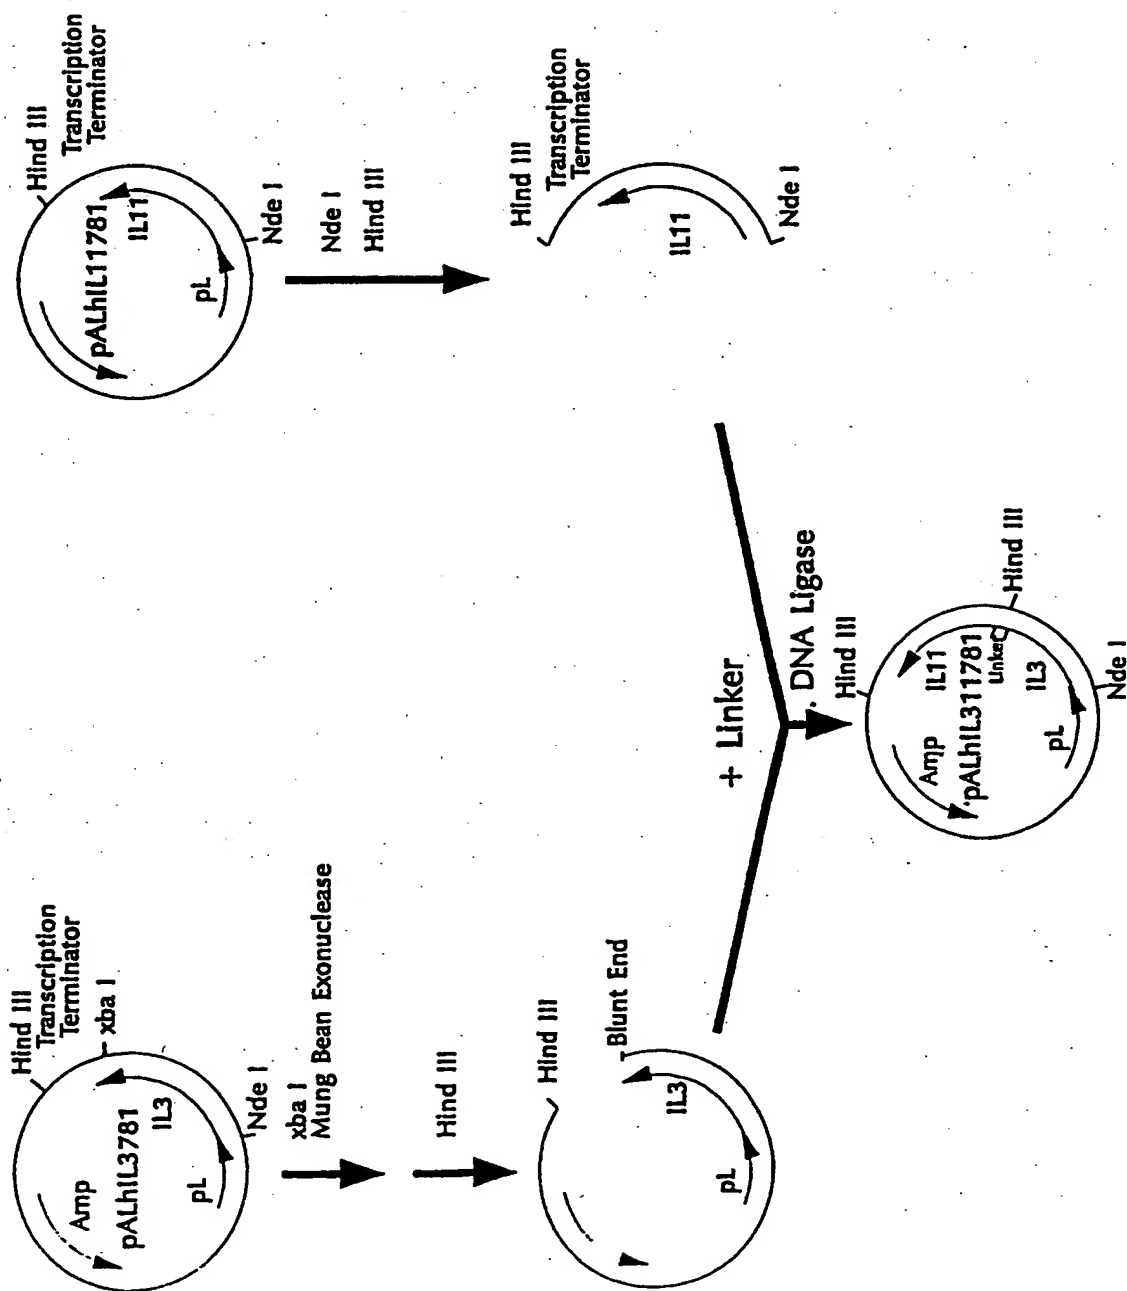 Hind III
Transcription
Terminator
xba I
Amp
pALhIL3781
IL3
pL
Nde I
xba I
Mung Bean Exonuclease
Hind III
Hind III
Blunt End
IL3
pL
Hind III
Transcription
Terminator
pALhIL11781
IL11
pL
Nde I
Nde I
Hind III
Hind III
Transcription
Terminator
IL11
Nde I
+ Linker
DNA Ligase
Hind III
Amp
IL11
pALhIL311781
Linker
Hind III
IL3
pL
Nde I